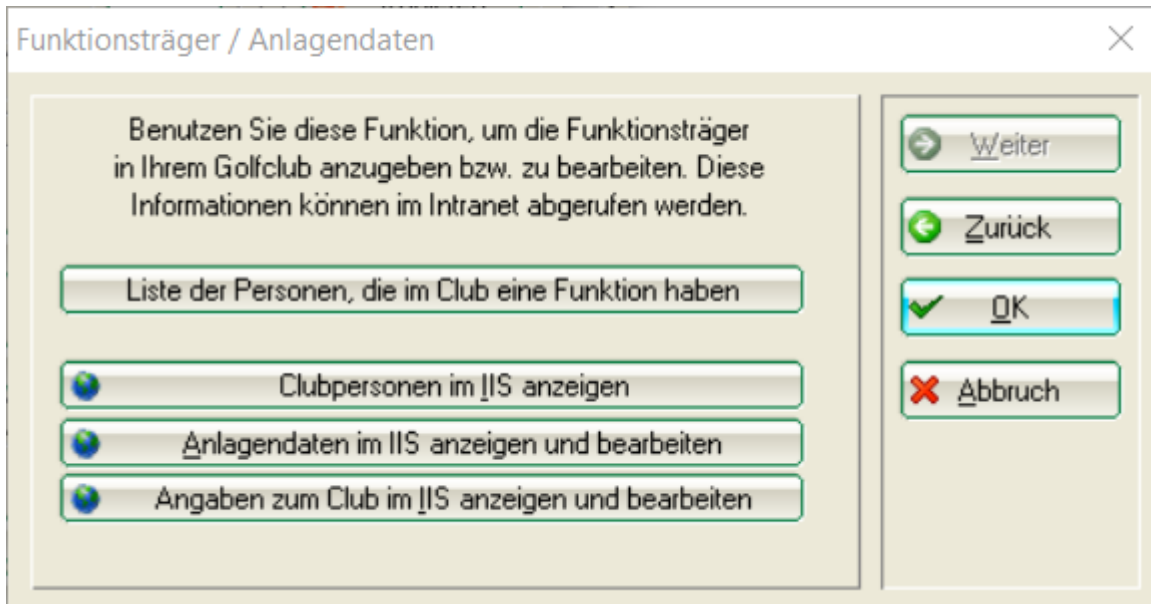 Funktionsträger / Anlagendaten
Benutzen Sie diese Funktion, um die Funktionsträger
in Ihrem Golfclub anzugeben bzw. zu bearbeiten. Diese
Informationen können im Intranet abgerufen werden.
Liste der Personen, die im Club eine Funktion haben
Clubpersonen im IIS anzeigen
Anlagendaten im IIS anzeigen und bearbeiten
Angaben zum Club im IIS anzeigen und bearbeiten
Weiter
Zurück
OK
Abbruch